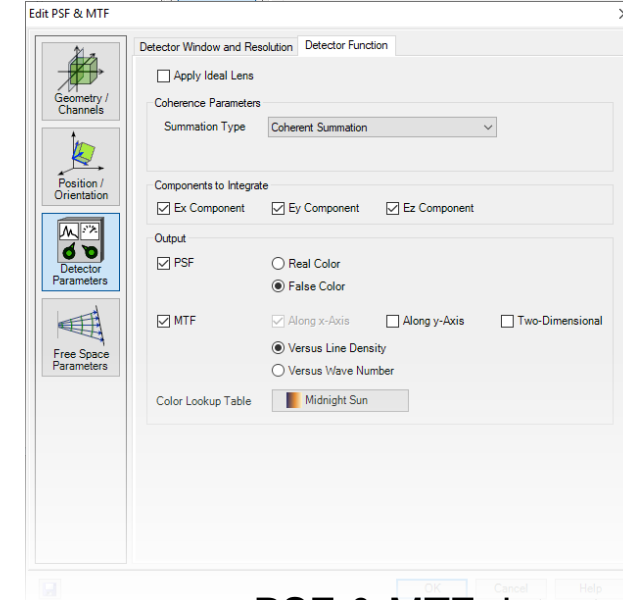 Edit PSF & MTF
Detector Window and Resolution Detector Function
Geometry /
Channels
Apply Ideal Lens
Coherence Parameters
Summation Type Coherent Summation
Position /
Orientation
Components to Integrate
Ex Component Ey Component Ez Component
Detector
Parameters
Output
PSF Real Color
False Color
MTF Along x-Axis Along y-Axis Two-Dimensional
Versus Line Density
Versus Wave Number
Free Space
Parameters
Color Lookup Table Midnight Sun
OK Cancel Help